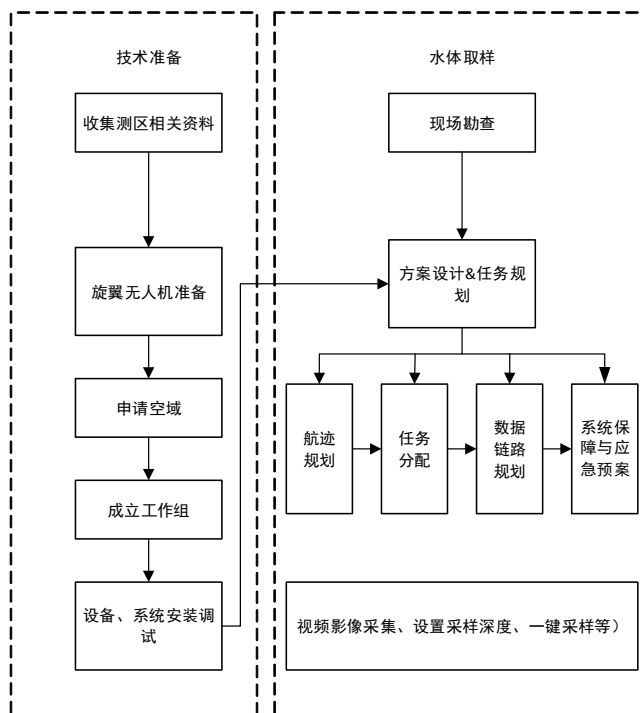 技术准备
收集测区相关资料
旋翼无人机准备
申请空域
成立工作组
设备、系统安装调
试
水体取样
现场勘查
方案设计&任务规
划
航迹
规划
任务
分配
数据
链路
规划
系统保
障与应
急预案
视频影像采集、设置采样深度、一键采样等）